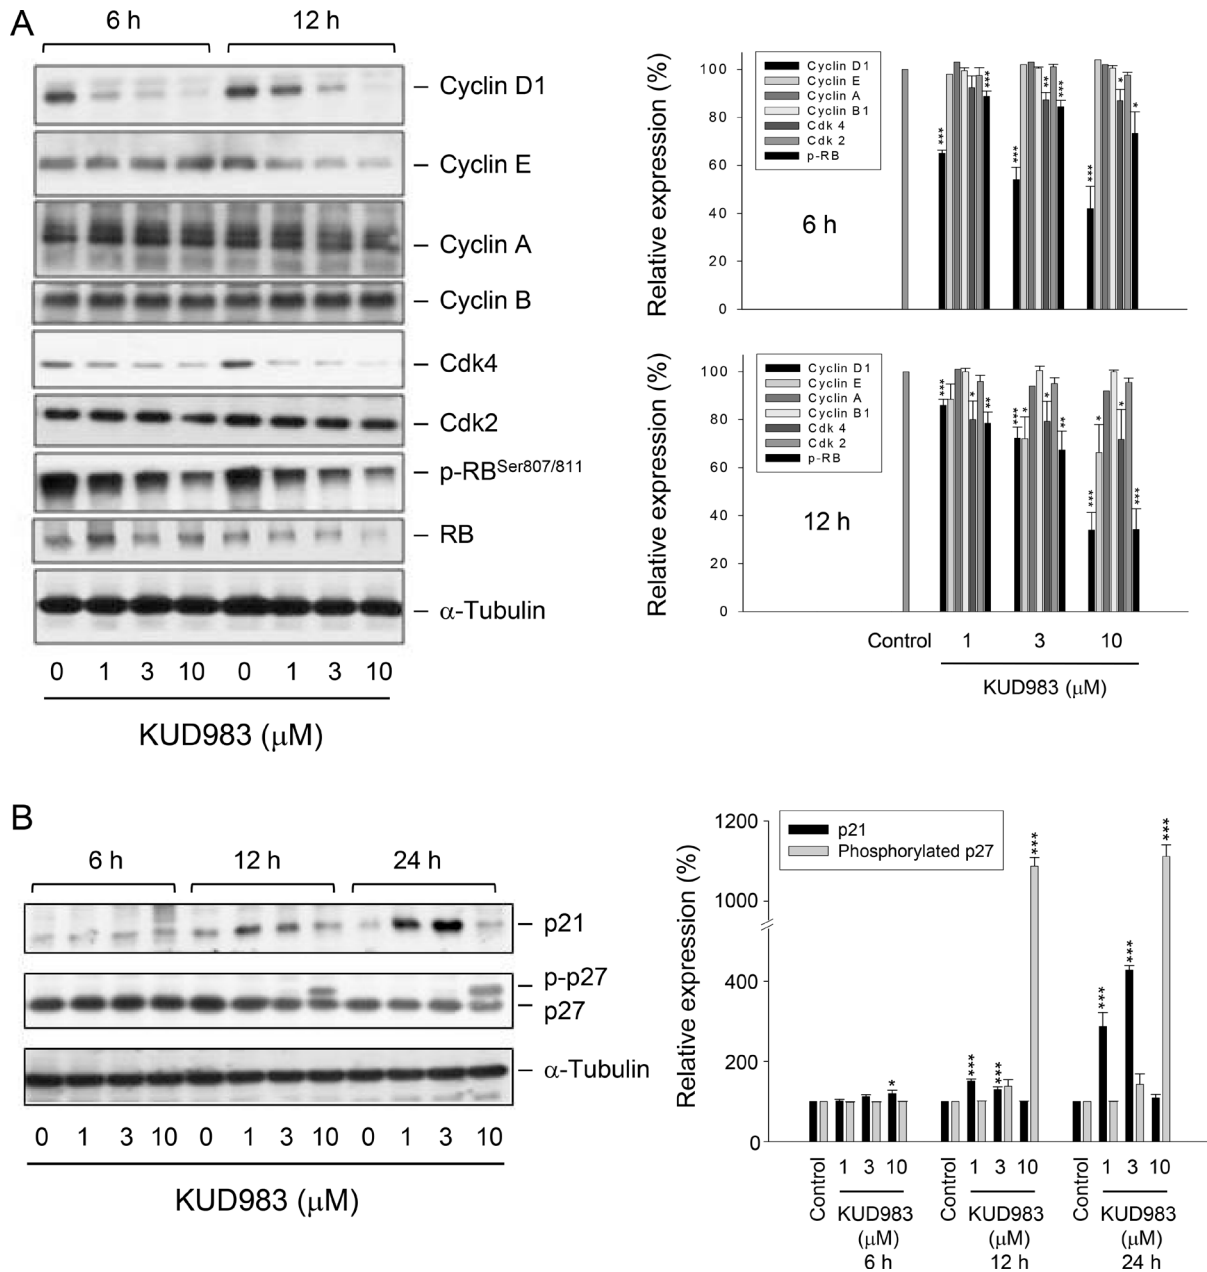 A
6 h 12 h
Cyclin D1
Cyclin E
Cyclin A
Cyclin B
Cdk4
Cdk2
p-RBSer807/811
RB
α-Tubulin
0 1 3 10 0 1 3 10
KUD983 (μM)
Relative expression (%)
100
80
60
40
20
0
Cyclin D1
Cyclin E
Cyclin A
Cyclin B1
Cdk 4
Cdk 2
p-RB
6 h
*** *** *** ** *** *** * *
Relative expression (%)
100
80
60
40
20
0
Cyclin D1
Cyclin E
Cyclin A
Cyclin B1
Cdk 4
Cdk 2
p-RB
12 h
*** * ** *** * * ** *** * * ***
Control 1 3 10
KUD983 (μM)
B
6 h 12 h 24 h
p21
p-p27
p27
α-Tubulin
0 1 3 10 0 1 3 10 0 1 3 10
KUD983 (μM)
Relative expression (%)
1200
1000
400
200
0
p21
Phosphorylated p27
* *** *** *** *** *** ***
Control 1 3 10 Control 1 3 10 Control 1 3 10
KUD983 KUD983 KUD983
(μM) (μM) (μM)
6 h 12 h 24 h